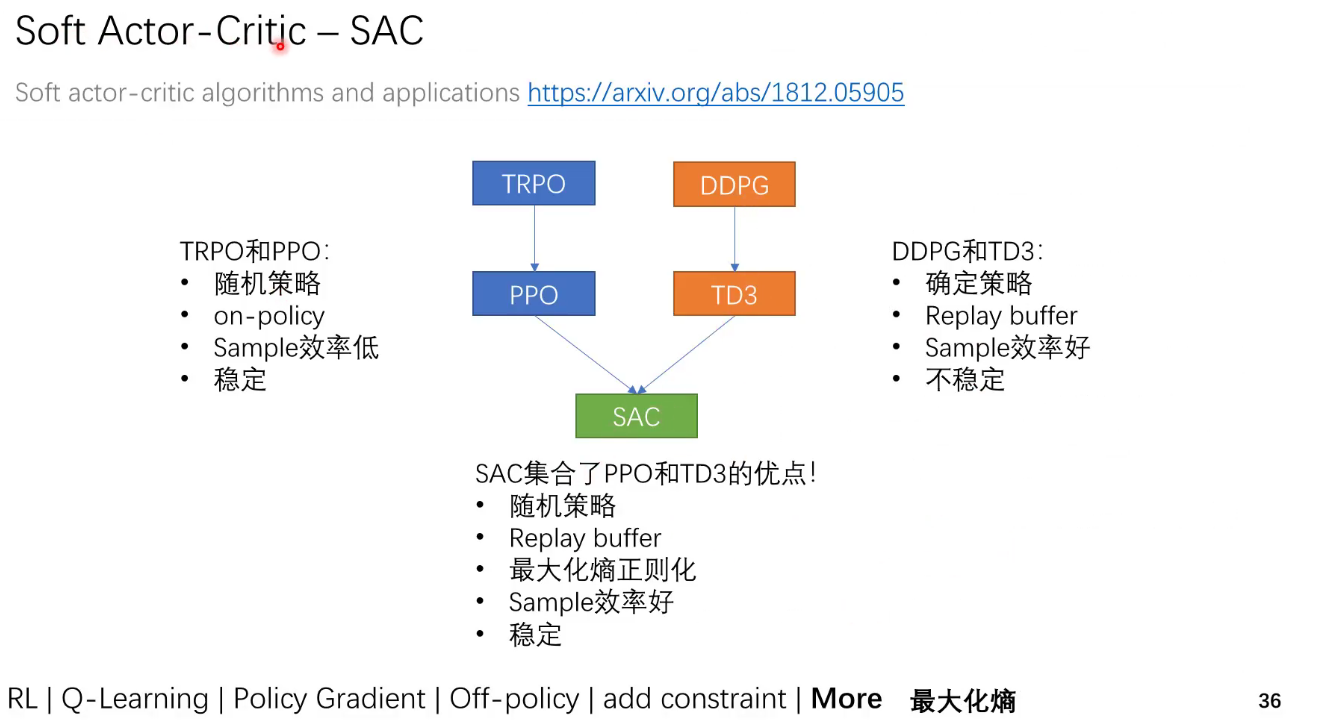 Soft Actor-Critic – SAC
Soft actor-critic algorithms and applications https://arxiv.org/abs/1812.05905
TRPO
DDPG
PPO
TD3
SAC
TRPO和PPO：
• 随机策略
• on-policy
• Sample效率低
• 稳定
DDPG和TD3：
• 确定策略
• Replay buffer
• Sample效率好
• 不稳定
SAC集合了PPO和TD3的优点！
• 随机策略
• Replay buffer
• 最大化熵正则化
• Sample效率好
• 稳定
RL | Q-Learning | Policy Gradient | Off-policy | add constraint | More 最大化熵
36